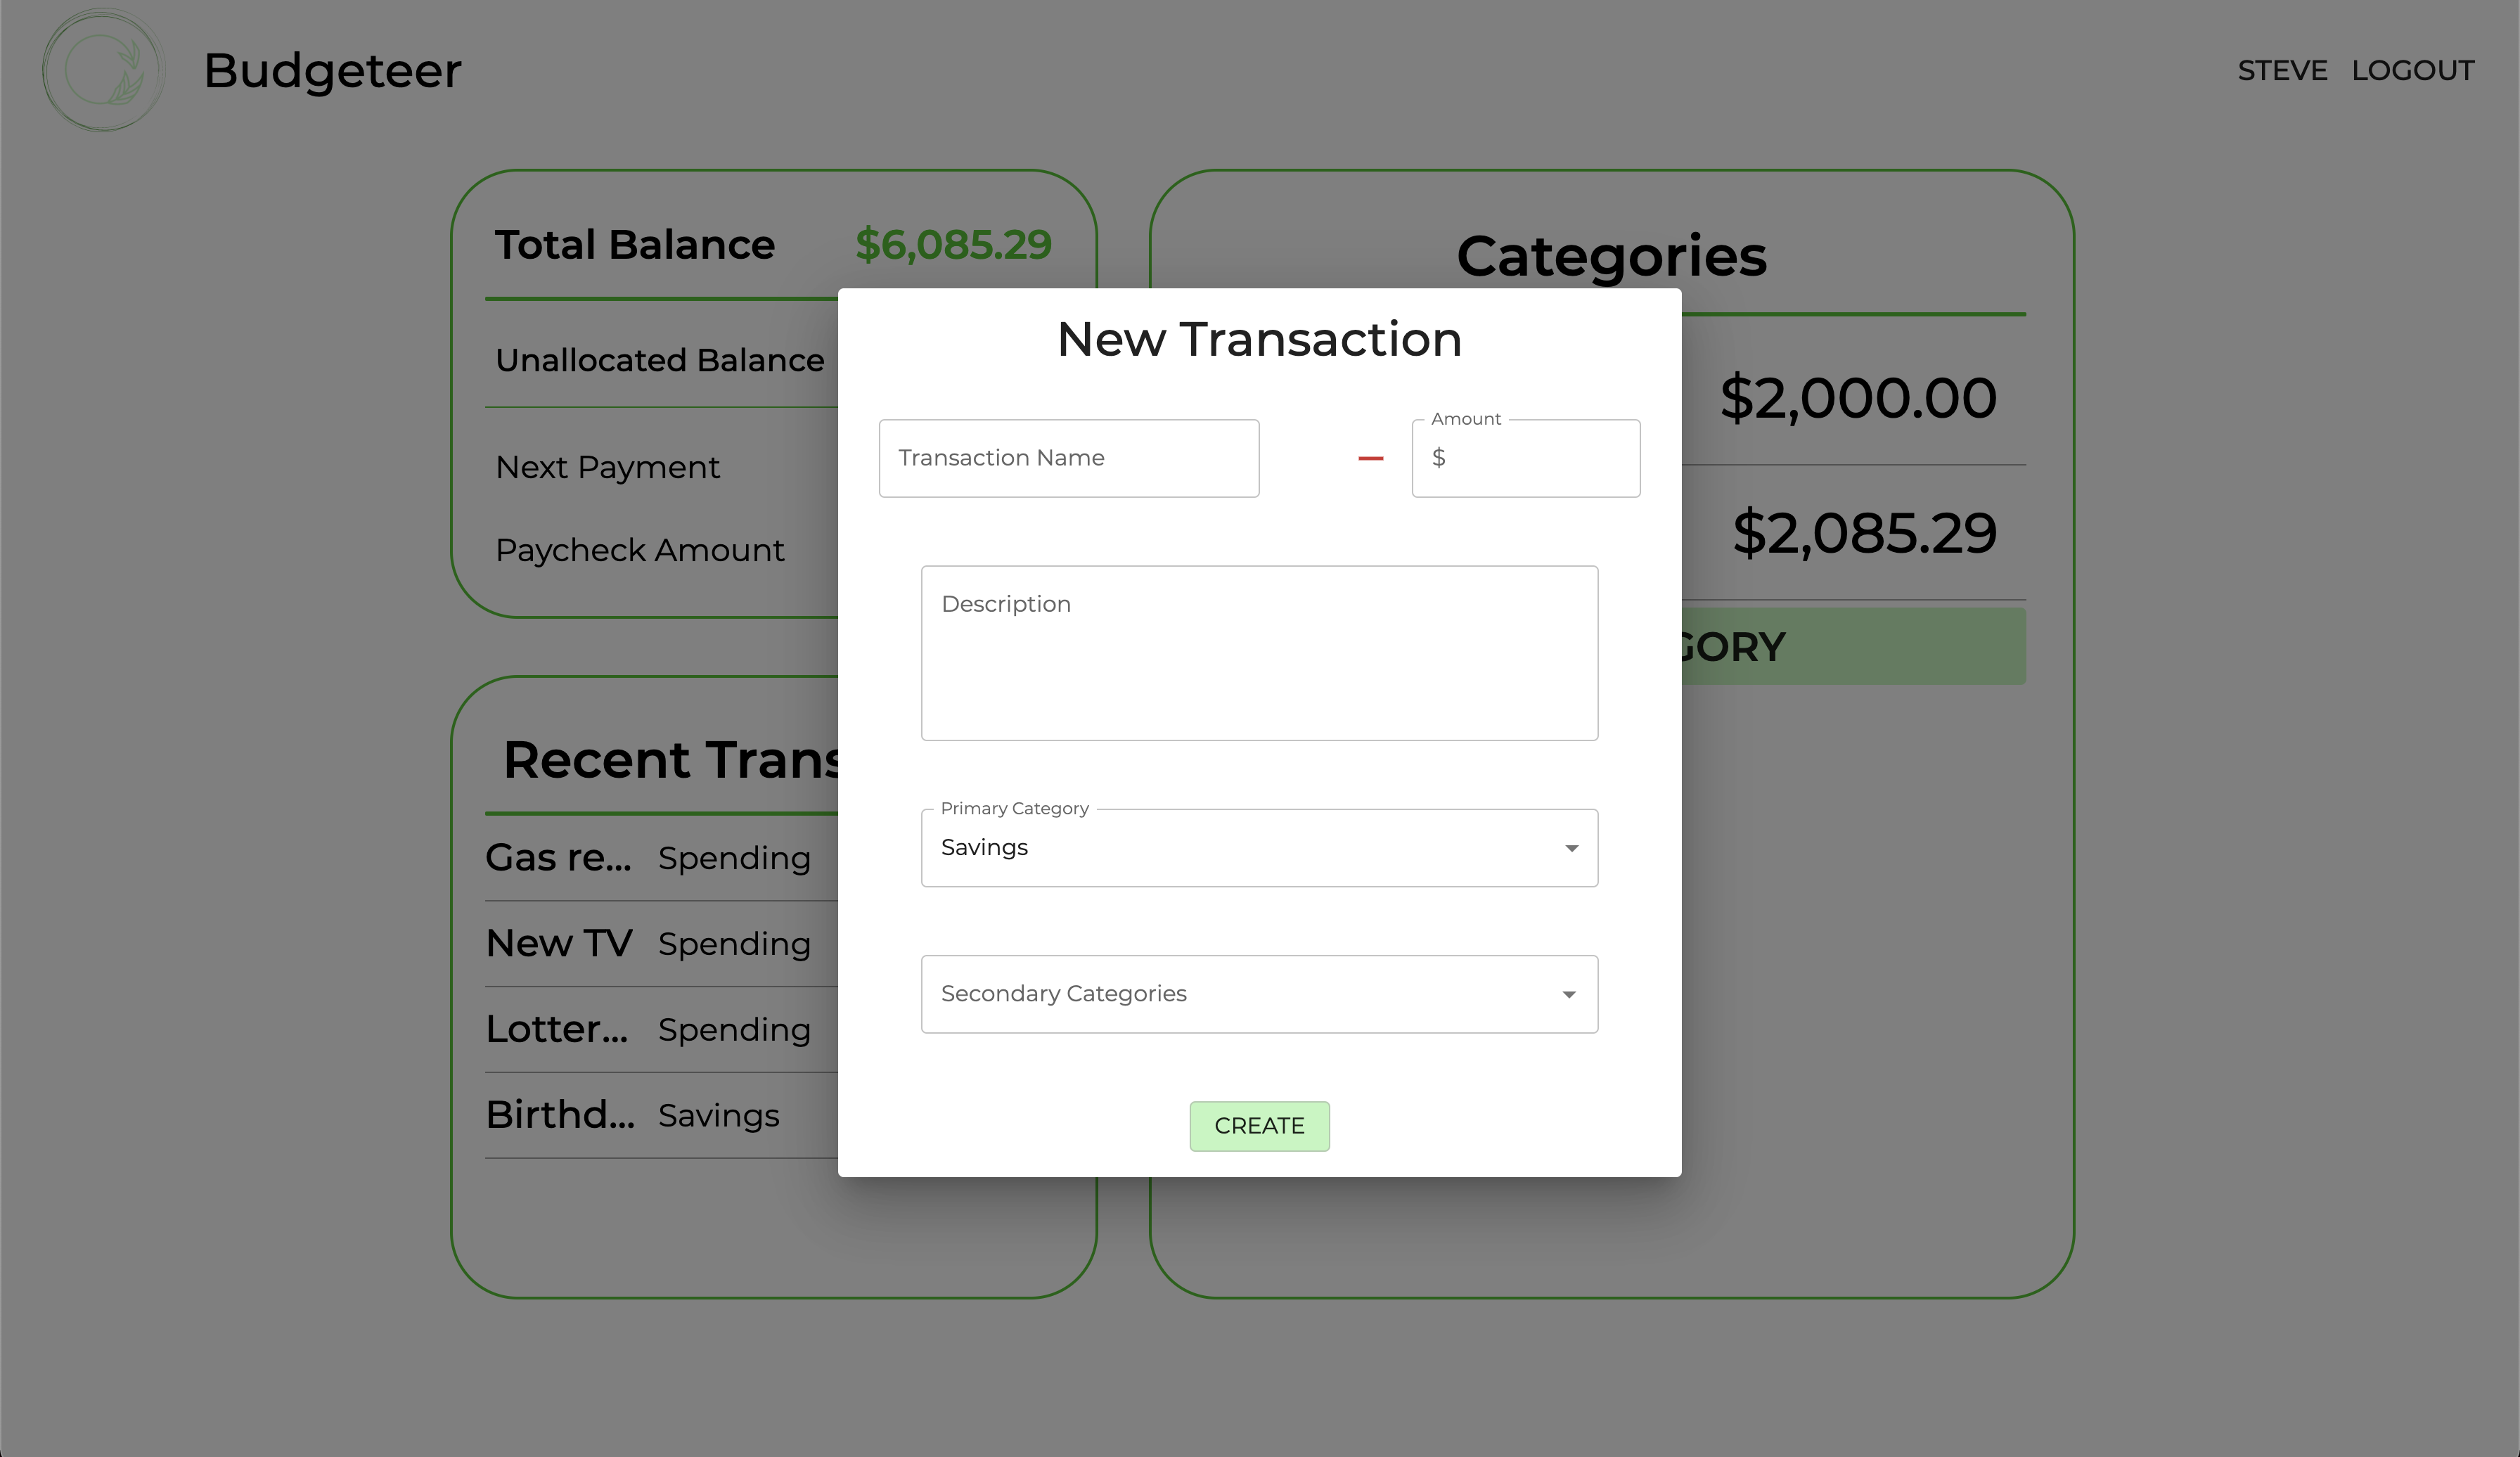 Budgeteer
STEVE LOGOUT
Total Balance $6,085.29
Unallocated Balance
Next Payment
Paycheck Amount
Recent Trans
Gas re... Spending
New TV Spending
Lotter... Spending
Birthd... Savings
New Transaction
Transaction Name
Amount
$
Description
Primary Category
Savings
Secondary Categories
CREATE
Categories
$2,000.00
$2,085.29
GORY